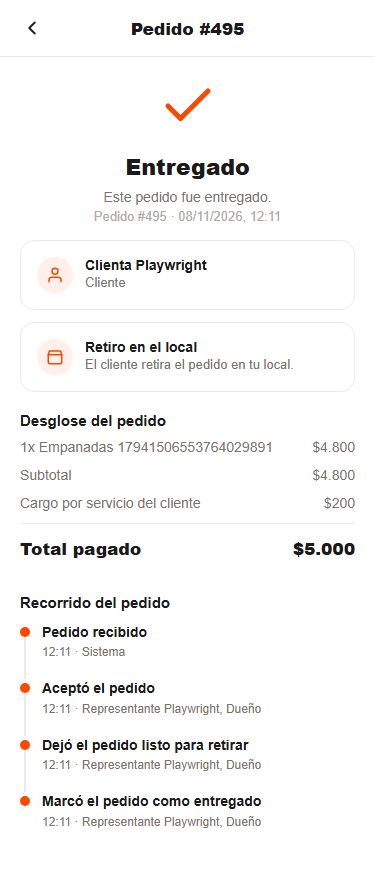 Pedido #495
Entregado
Este pedido fue entregado.
Pedido #495 · 08/11/2026, 12:11
Clienta Playwright
Cliente
Retiro en el local
El cliente retira el pedido en tu local.
Desglose del pedido
1x Empanadas 17941506553764029891 $4.800
Subtotal $4.800
Cargo por servicio del cliente $200
Total pagado $5.000
Recorrido del pedido
Pedido recibido
12:11 · Sistema
Aceptó el pedido
12:11 · Representante Playwright, Dueño
Dejó el pedido listo para retirar
12:11 · Representante Playwright, Dueño
Marcó el pedido como entregado
12:11 · Representante Playwright, Dueño